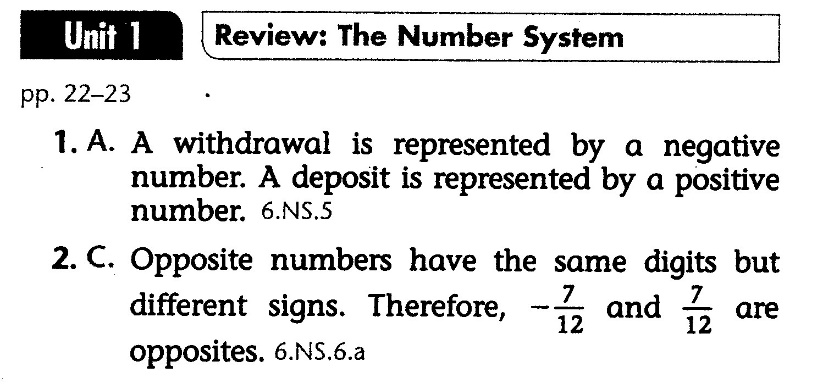 Unit 1 Review: The Number System
pp. 22–23
1. A. A withdrawal is represented by a negative
number. A deposit is represented by a positive
number. 6.NS.5
2. C. Opposite numbers have the same digits but
different signs. Therefore, -7/12 and 7/12 are
opposites. 6.NS.6.a